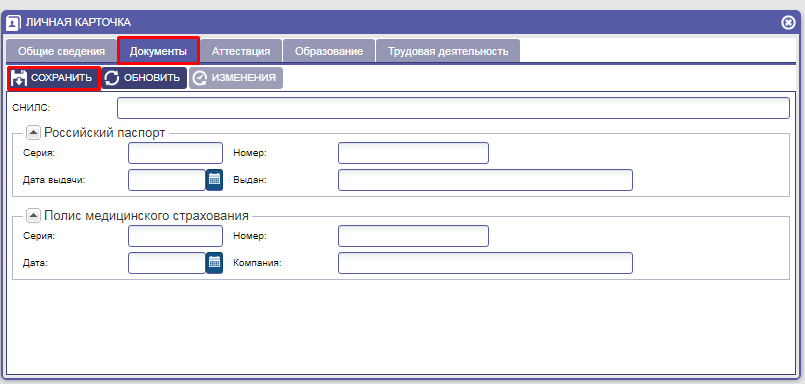 ЛИЧНАЯ КАРТОЧКА
Общие сведения Документы Аттестация Образование Трудовая деятельность
СОХРАНИТЬ ОБНОВИТЬ ИЗМЕНЕНИЯ
СНИЛС:
Российский паспорт
Серия: Номер:
Дата выдачи: Выдан:
Полис медицинского страхования
Серия: Номер:
Дата: Компания: